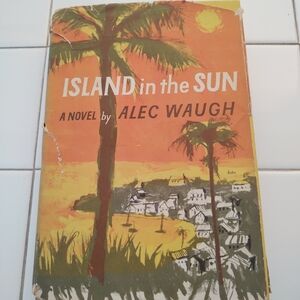 ISLAND in the SUN
A NOVEL by ALEC WAUGH